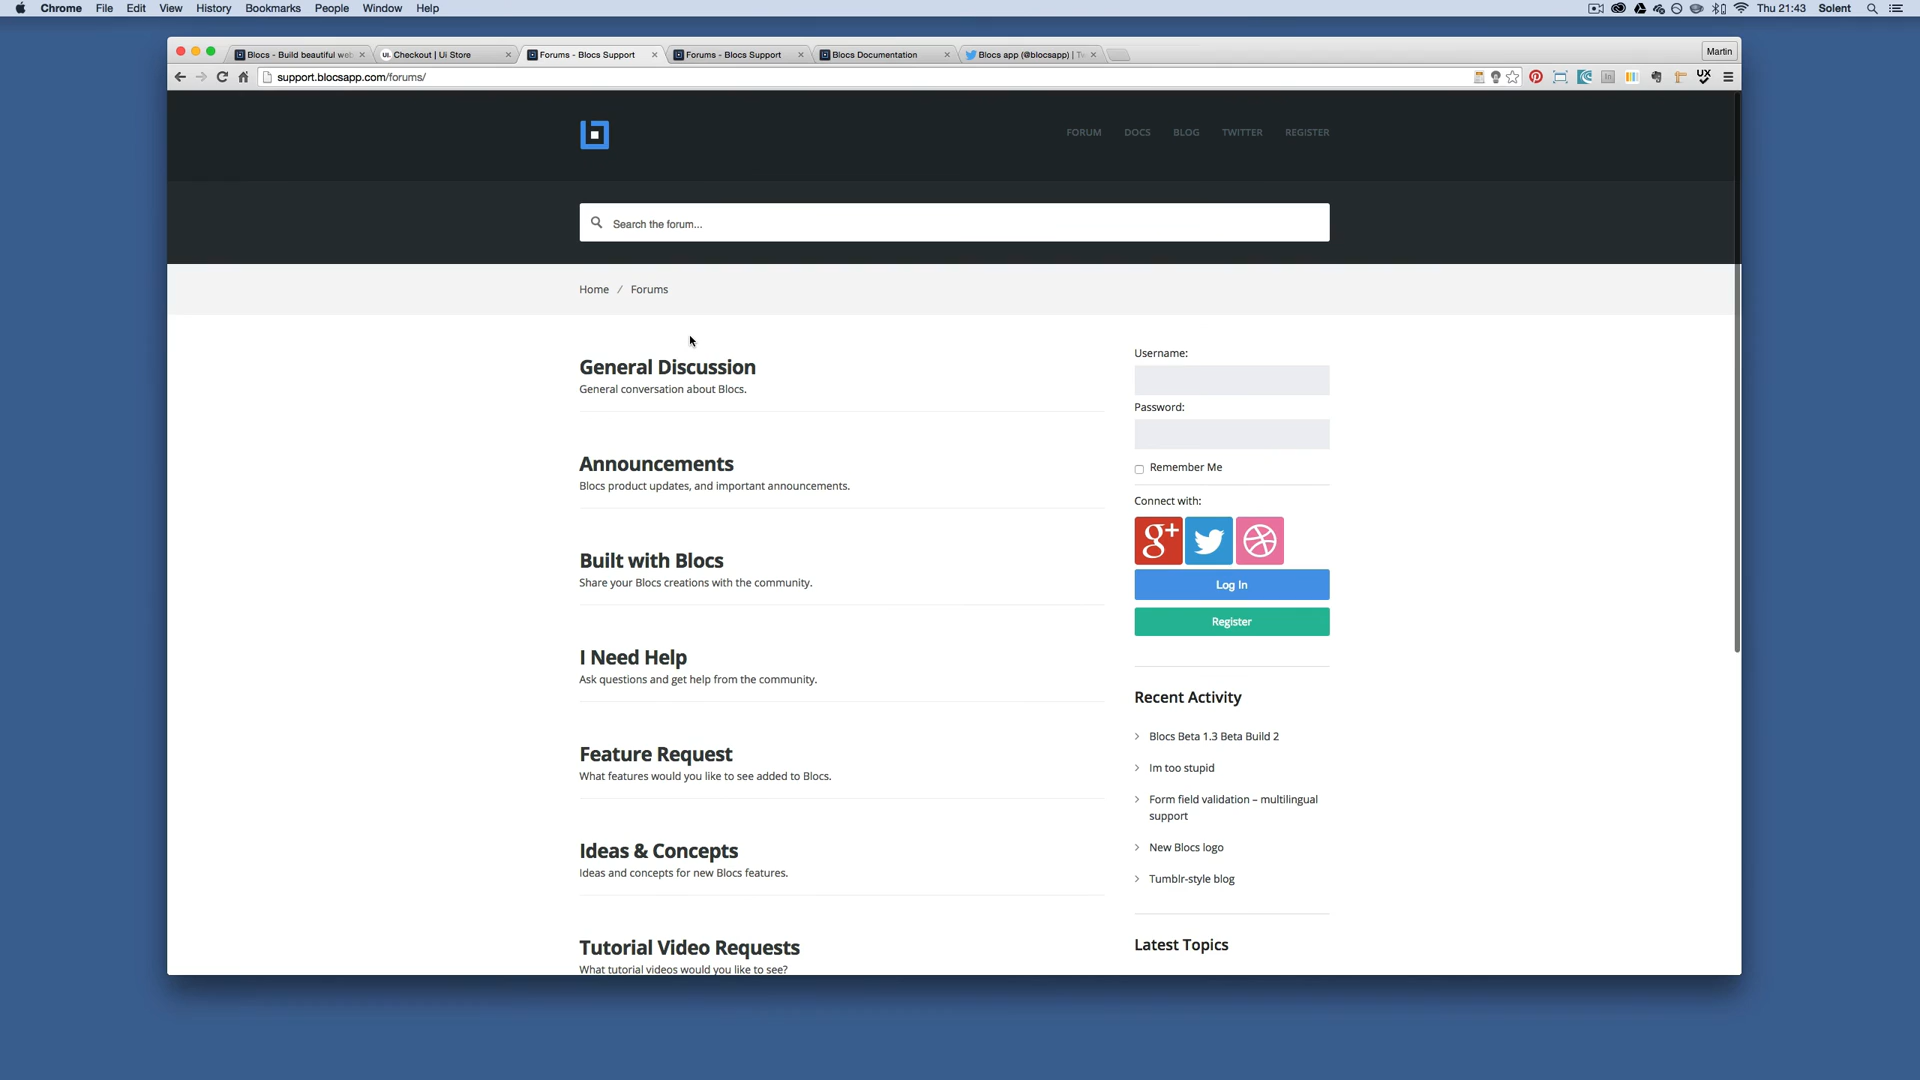 Chrome File Edit View History Bookmarks People Window Help Thu 21:43 Solent
Blocs - Build beautiful web Checkout | Ui Store Forums - Blocs Support Forums - Blocs Support Blocs Documentation Blocs app (@blocsapp) | Tw Martin
support.blocsapp.com/forums/ UX
FORUM DOCS BLOG TWITTER REGISTER
Search the forum...
Home / Forums
General Discussion
General conversation about Blocs.
Announcements
Blocs product updates, and important announcements.
Built with Blocs
Share your Blocs creations with the community.
I Need Help
Ask questions and get help from the community.
Feature Request
What features would you like to see added to Blocs.
Ideas & Concepts
Ideas and concepts for new Blocs features.
Tutorial Video Requests
What tutorial videos would you like to see?
Username:
Password:
Remember Me
Connect with:
g+
Log In
Register
Recent Activity
Blocs Beta 1.3 Beta Build 2
Im too stupid
Form field validation – multilingual
support
New Blocs logo
Tumblr-style blog
Latest Topics